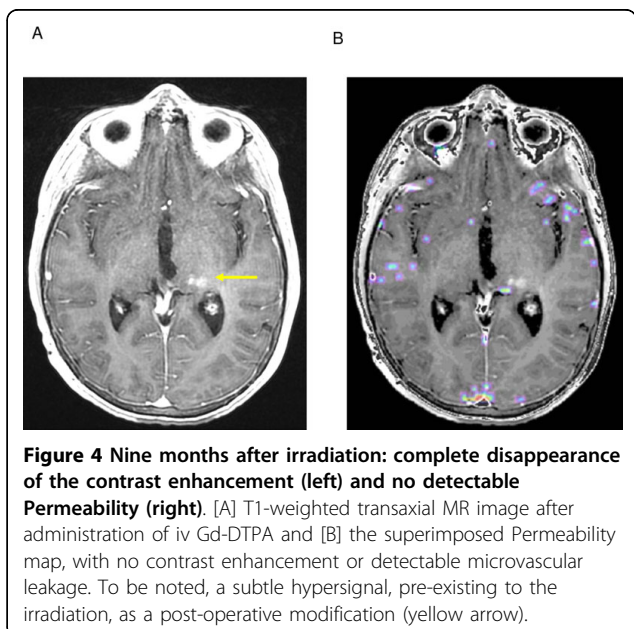 A
B
Figure 4 Nine months after irradiation: complete disappearance
of the contrast enhancement (left) and no detectable
Permeability (right). [A] T1-weighted transaxial MR image after
administration of iv Gd-DTPA and [B] the superimposed Permeability
map, with no contrast enhancement or detectable microvascular
leakage. To be noted, a subtle hypersignal, pre-existing to the
irradiation, as a post-operative modification (yellow arrow).